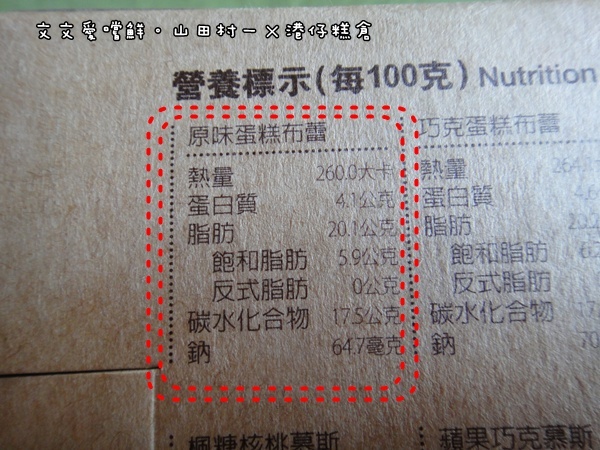 文文愛嚐鮮・山田村一×港仔糕倉
營養標示(每100克) Nutrition
原味蛋糕布蕾
熱量 260.0大卡
蛋白質 4.1公克
脂肪 20.1公克
飽和脂肪 5.9公克
反式脂肪 0公克
碳水化合物 17.5公克
鈉 64.7毫克
巧克蛋糕布蕾
熱量
蛋白質
脂肪
飽和脂肪
反式脂肪
碳水化合物
鈉
楓糖核桃慕斯
蘋果巧克慕斯